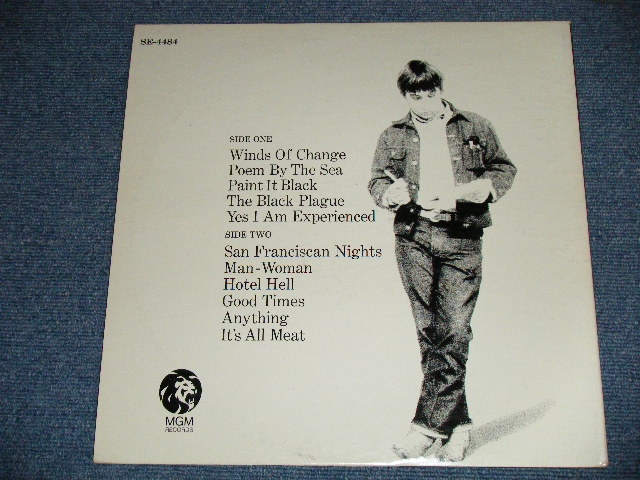 SE-4484
SIDE ONE
Winds Of Change
Poem By The Sea
Paint It Black
The Black Plague
Yes I Am Experienced
SIDE TWO
San Franciscan Nights
Man-Woman
Hotel Hell
Good Times
Anything
It's All Meat
MGM
RECORDS